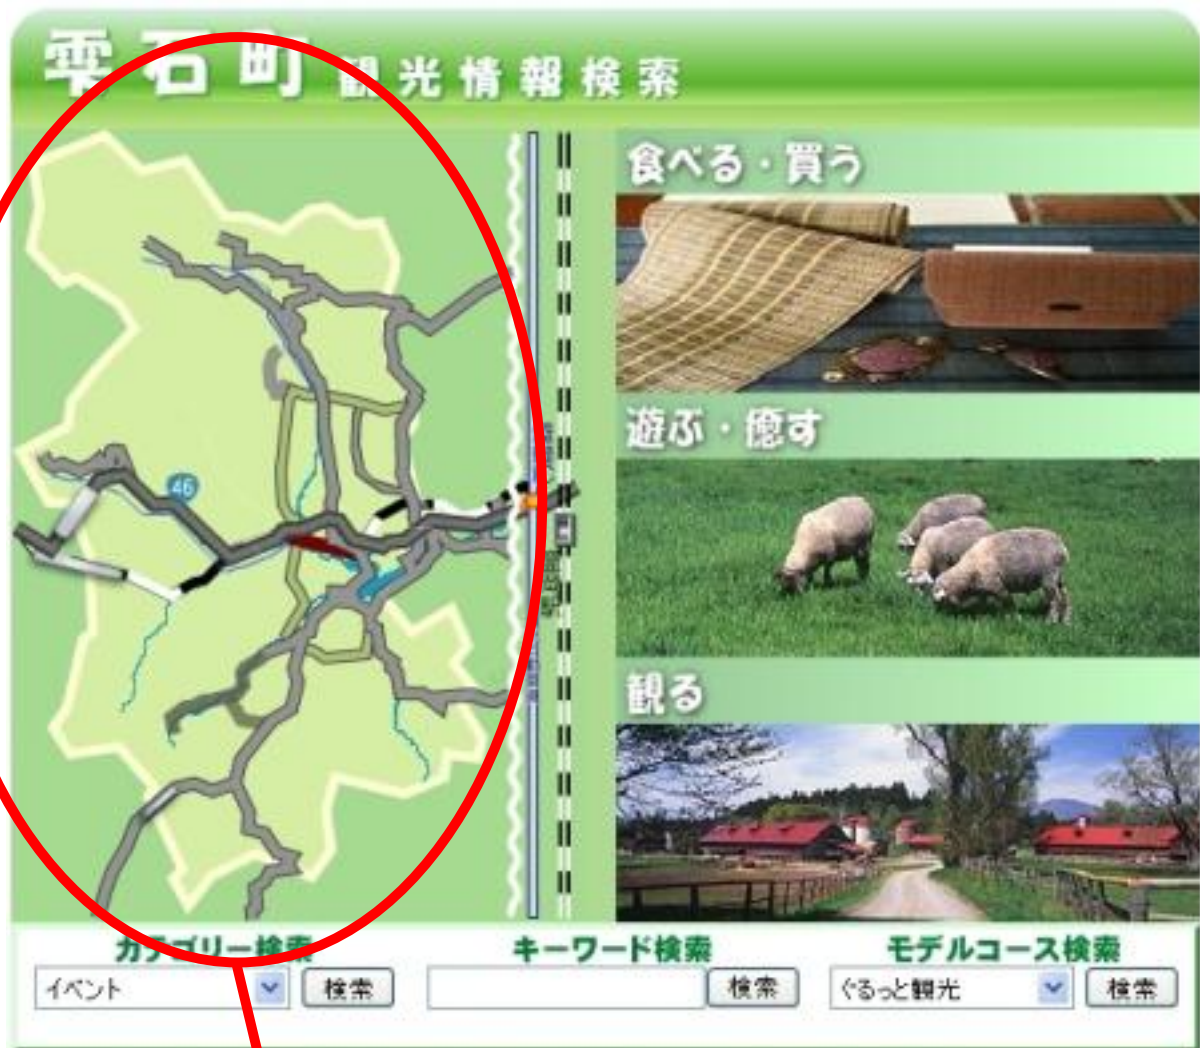 雫石町 観光情報検索
食べる・買う
遊ぶ・癒す
観る
46
カテゴリー検索
イベント
検索
キーワード検索
検索
モデルコース検索
ぐるっと観光
検索